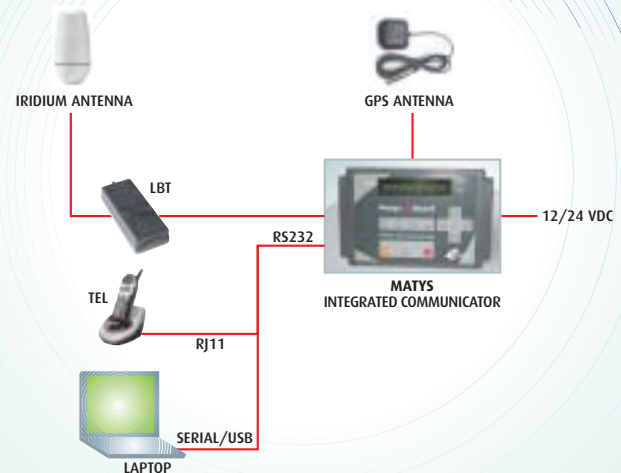 IRIDIUM ANTENNA
GPS ANTENNA
LBT
12/24 VDC
RS232
MATYS
INTEGRATED COMMUNICATOR
TEL
RJ11
SERIAL/USB
LAPTOP